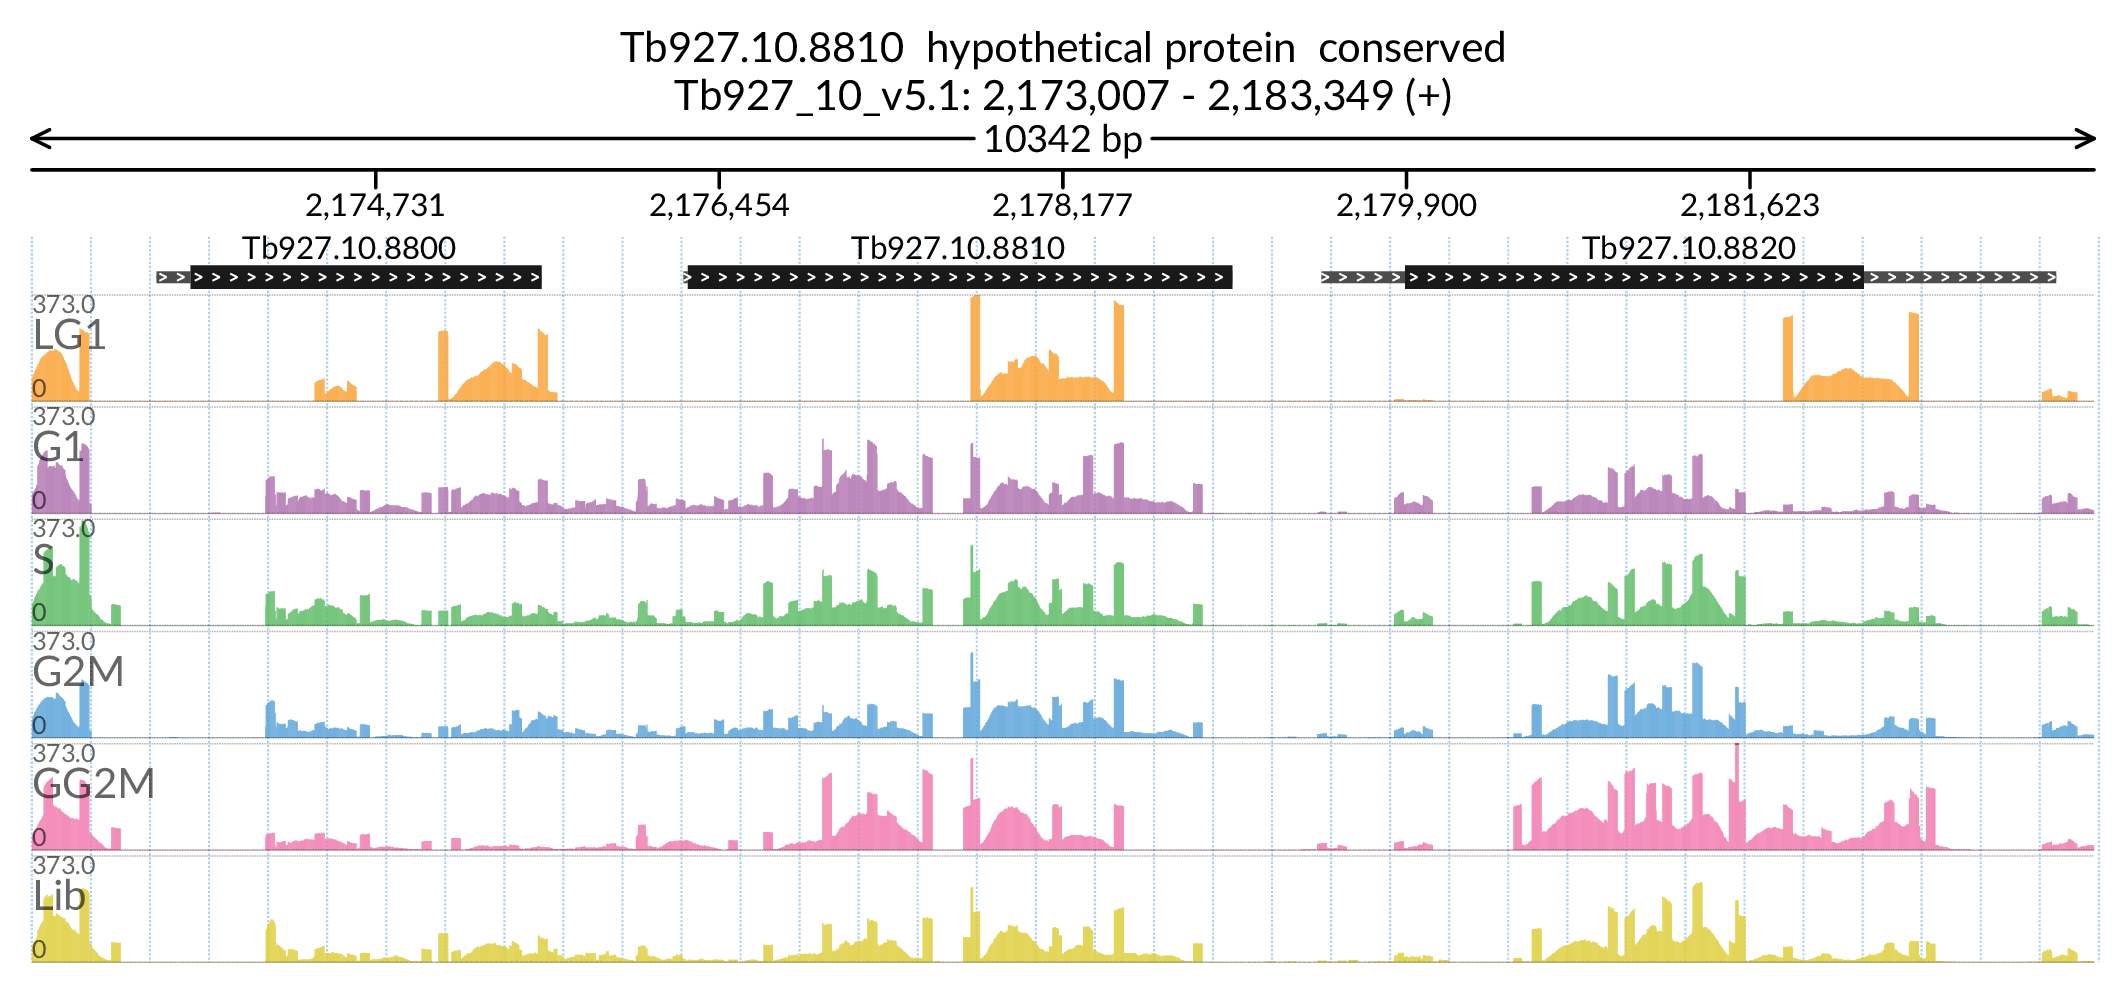 Tb927.10.8810  hypothetical protein  conserved
Tb927_10_v5.1: 2,173,007 - 2,183,349 (+)
10342 bp
2,174,731 2,176,454 2,178,177 2,179,900 2,181,623
Tb927.10.8800 Tb927.10.8810 Tb927.10.8820
373.0
LG1
0
373.0
G1
0
373.0
S
0
373.0
G2M
0
373.0
GG2M
0
373.0
Lib
0